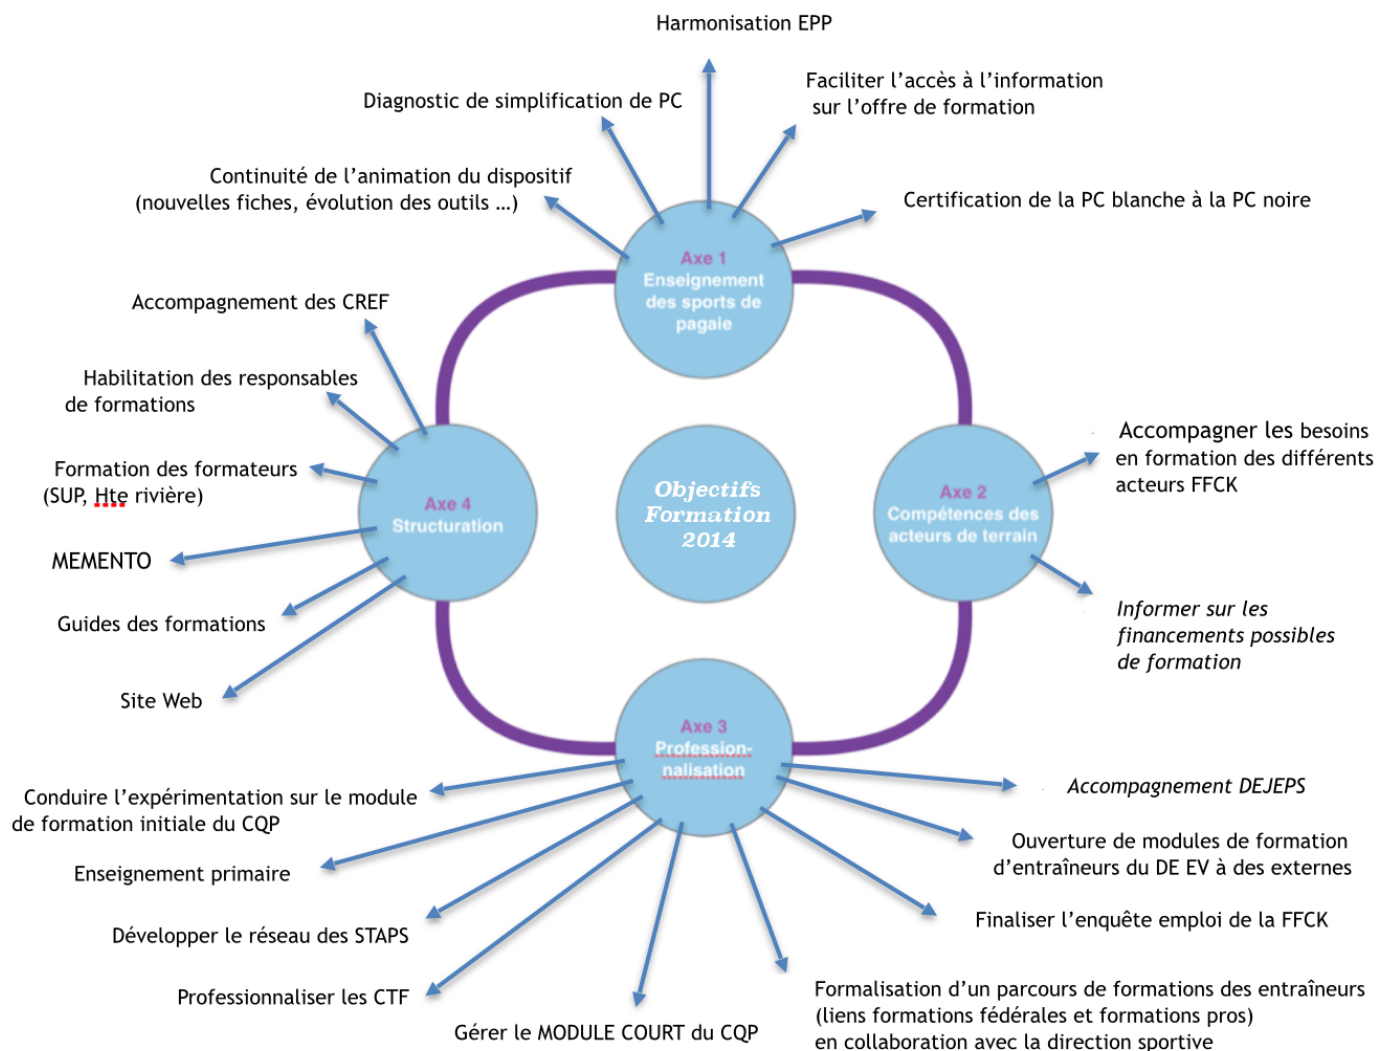 Harmonisation EPP
Faciliter l'accès à l'information
sur l'offre de formation
Diagnostic de simplification de PC
Continuité de l'animation du dispositif
(nouvelles fiches, évolution des outils …)
Certification de la PC blanche à la PC noire
Axe 1
Enseignement
des sports de
pagaie
Accompagnement des CREF
Habilitation des responsables
de formations
Formation des formateurs
(SUP, Hte rivière)
MEMENTO
Guides des formations
Site Web
Axe 4
Structuration
Objectifs
Formation
2014
Axe 2
Compétences des
acteurs de terrain
Accompagner les besoins
en formation des différents
acteurs FFCK
Informer sur les
financements possibles
de formation
Axe 3
Profession-
nalisation
Conduire l'expérimentation sur le module
de formation initiale du CQP
Enseignement primaire
Développer le réseau des STAPS
Professionnaliser les CTF
Gérer le MODULE COURT du CQP
Accompagnement DEJEPS
Ouverture de modules de formation
d'entraîneurs du DE EV à des externes
Finaliser l'enquête emploi de la FFCK
Formalisation d'un parcours de formations des entraîneurs
(liens formations fédérales et formations pros)
en collaboration avec la direction sportive